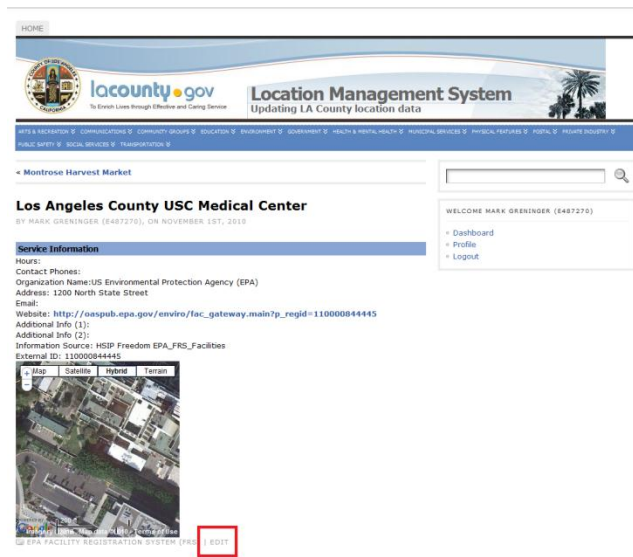 HOME
COUNTY OF LOS ANGELES
CALIFORNIA
lacounty.gov
To Enrich Lives through Effective and Caring Service
Location Management System
Updating LA County location data
ARTS & RECREATION COMMUNICATIONS COMMUNITY GROUPS EDUCATION ENVIRONMENT GOVERNMENT HEALTH & MENTAL HEALTH MUNICIPAL SERVICES PHYSICAL FEATURES POSTAL PRIVATE INDUSTRY
PUBLIC SAFETY SOCIAL SERVICES TRANSPORTATION
« Montrose Harvest Market
Los Angeles County USC Medical Center
BY MARK GRENINGER (E487270), ON NOVEMBER 1ST, 2010
Service Information
Hours:
Contact Phones:
Organization Name:US Environmental Protection Agency (EPA)
Address: 1200 North State Street
Email:
Website: http://oaspub.epa.gov/enviro/fac_gateway.main?p_regid=110000844445
Additional Info (1):
Additional Info (2):
Information Source: HSIP Freedom EPA_FRS_Facilities
External ID: 110000844445
Map Satellite Hybrid Terrain
Terms of Use
EPA FACILITY REGISTRATION SYSTEM (FRS) EDIT
WELCOME MARK GRENINGER (E487270)
Dashboard
Profile
Logout